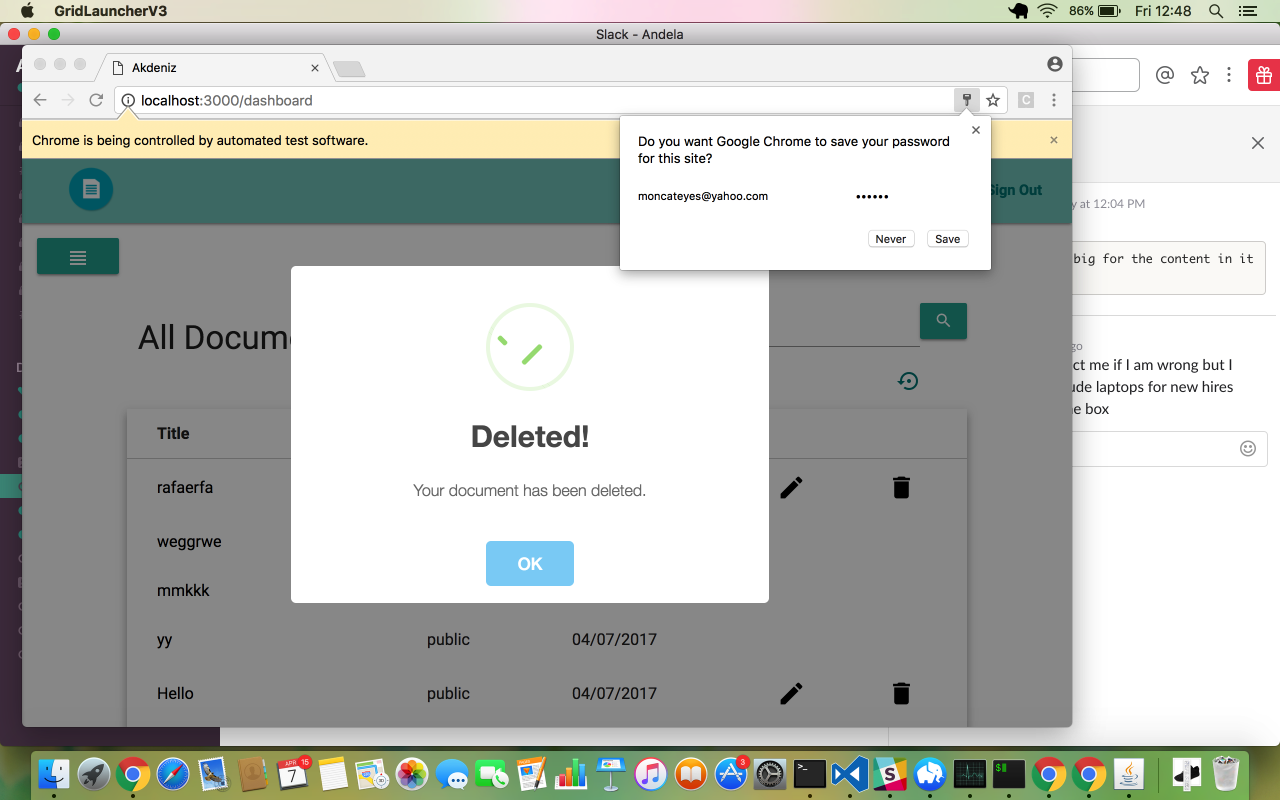 GridLauncherV3
86%
Fri 12:48
Slack - Andela
Akdeniz
localhost:3000/dashboard
C
Chrome is being controlled by automated test software.
Do you want Google Chrome to save your password
for this site?
moncateyes@yahoo.com
••••••
Never
Save
Sign Out
y at 12:04 PM
big for the content in it
go
ct me if I am wrong but I
ude laptops for new hires
e box
All Docum
Deleted!
Your document has been deleted.
OK
Title
rafaerfa
weggrwe
mmkkk
yy
public
04/07/2017
Hello
public
04/07/2017
APR
7
15
3